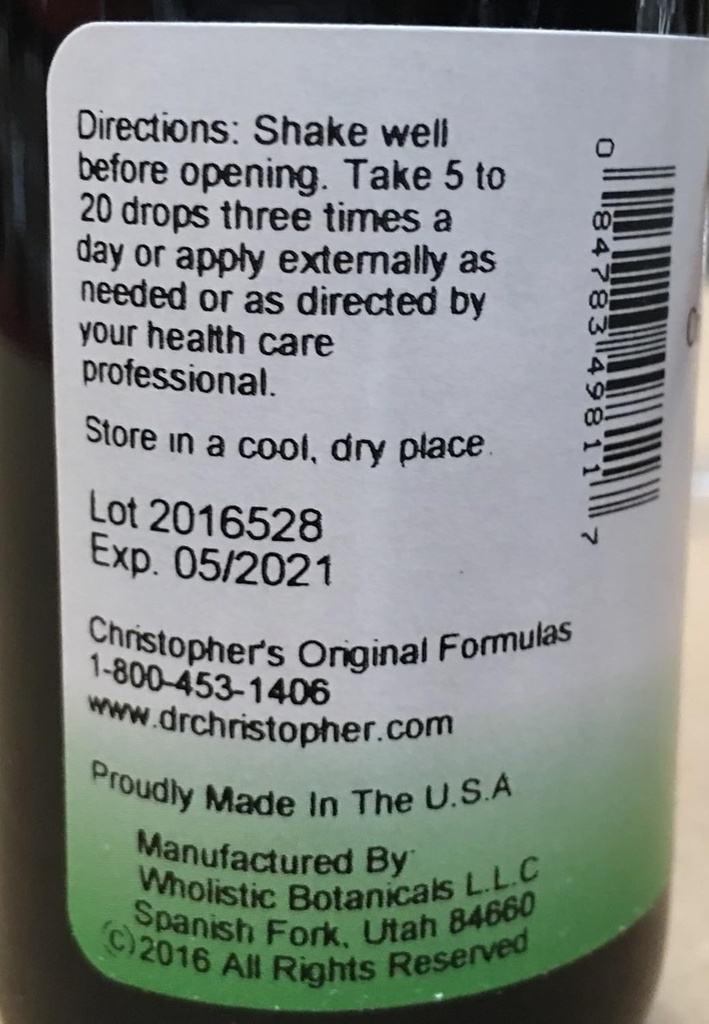 Directions: Shake well
before opening. Take 5 to
20 drops three times a
day or apply externally as
needed or as directed by
your health care
professional.
Store in a cool, dry place.
Lot 2016528
Exp. 05/2021
Christopher's Original Formulas
1-800-453-1406
www.drchristopher.com
Proudly Made In The U.S.A
Manufactured By
Wholistic Botanicals L.L.C
Spanish Fork, Utah 84660
(c)2016 All Rights Reserved
0 84783 49811 7